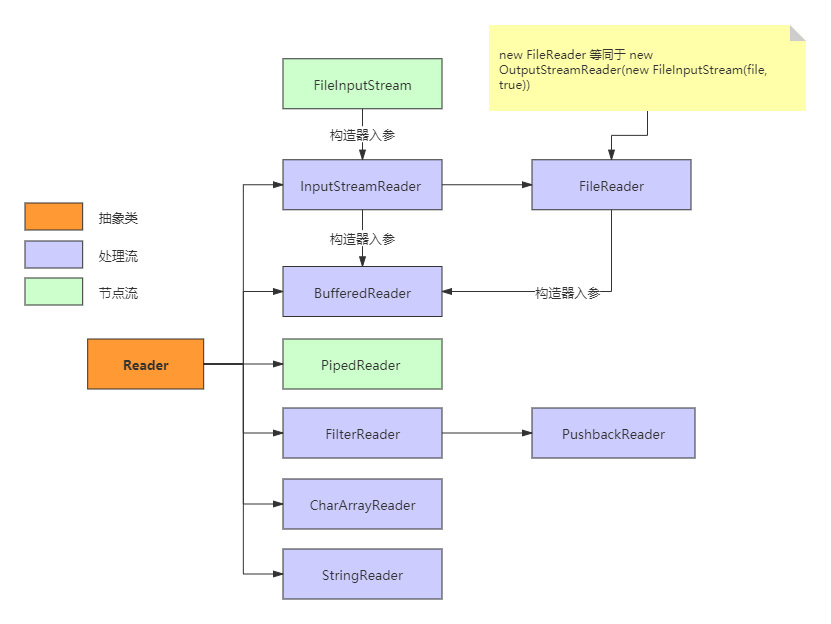 new FileReader 等同于 new
OutputStreamReader(new FileInputStream(file,
true))
FileInputStream
构造器入参
InputStreamReader
FileReader
抽象类
构造器入参
处理流
BufferedReader
构造器入参
节点流
Reader
PipedReader
FilterReader
PushbackReader
CharArrayReader
StringReader